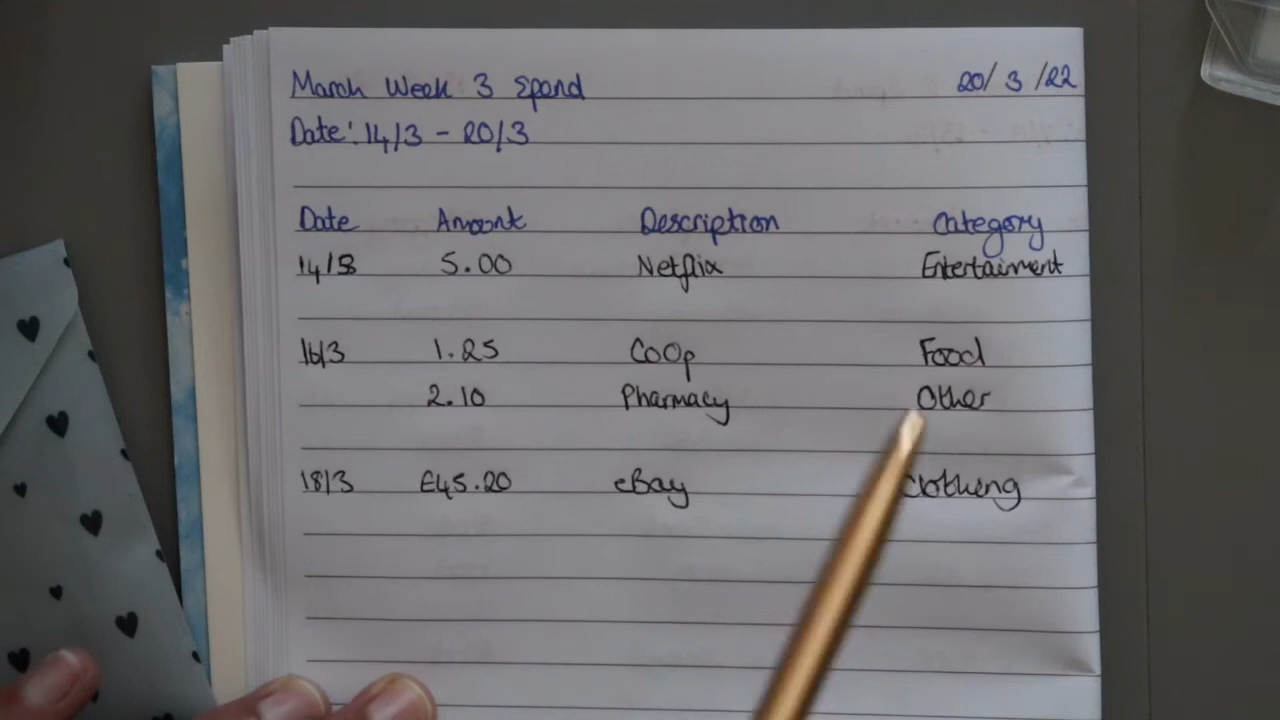 March Week 3 Spend 20/3/22
Date: 14/3 - 20/3
Date Amount Description Category
14/3 5.00 Netflix Entertainment
16/3 1.25 CoOp Food
2.10 Pharmacy Other
18/3 £45.20 eBay Clothing